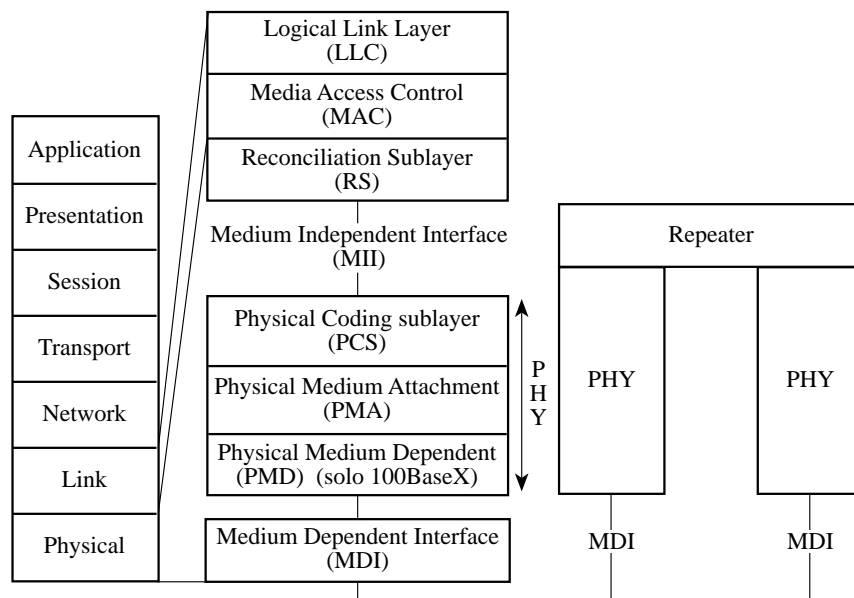 Application
Presentation
Session
Transport
Network
Link
Physical
Logical Link Layer
(LLC)
Media Access Control
(MAC)
Reconciliation Sublayer
(RS)
Medium Independent Interface
(MII)
Physical Coding sublayer
(PCS)
Physical Medium Attachment
(PMA)
Physical Medium Dependent
(PMD) (solo 100BaseX)
Medium Dependent Interface
(MDI)
P
H
Y
Repeater
PHY
PHY
MDI
MDI